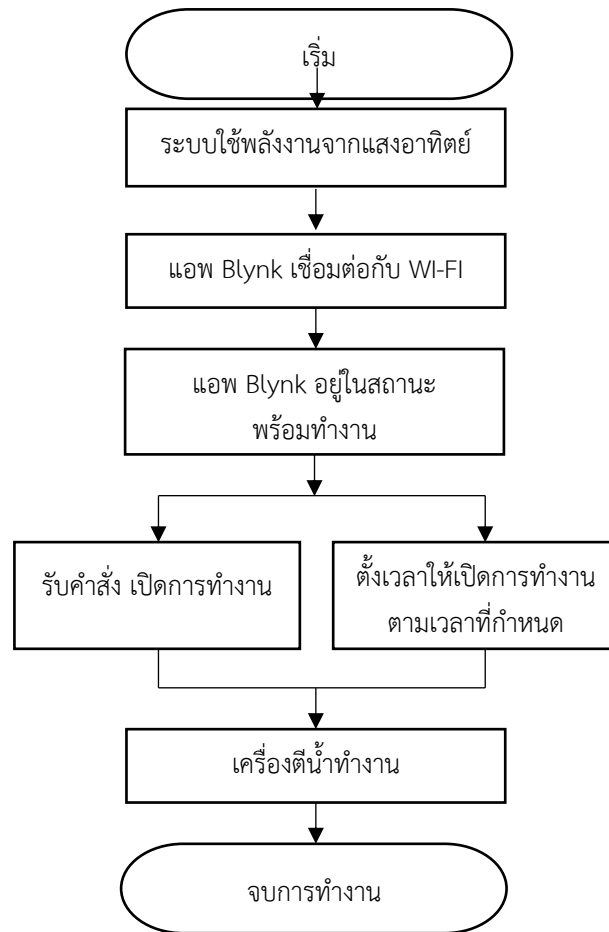 เริ่ม
ระบบใช้พลังงานจากแสงอาทิตย์
แอพ Blynk เชื่อมต่อกับ WI-FI
แอพ Blynk อยู่ในสถานะ
พร้อมทำงาน
รับคำสั่ง เปิดการทำงาน
ตั้งเวลาให้เปิดการทำงาน
ตามเวลาที่กำหนด
เครื่องตีน้ำทำงาน
จบการทำงาน